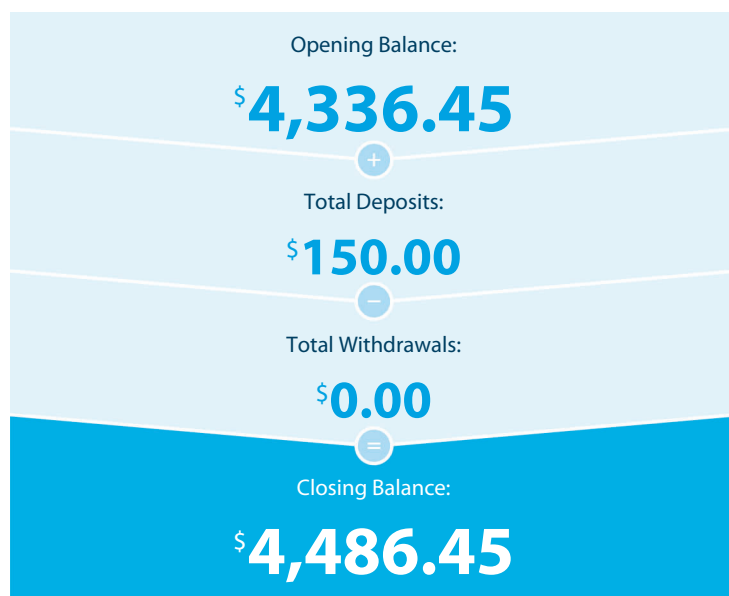 Opening Balance:
$4,336.45
+
Total Deposits:
$150.00
−
Total Withdrawals:
$0.00
=
Closing Balance:
$4,486.45